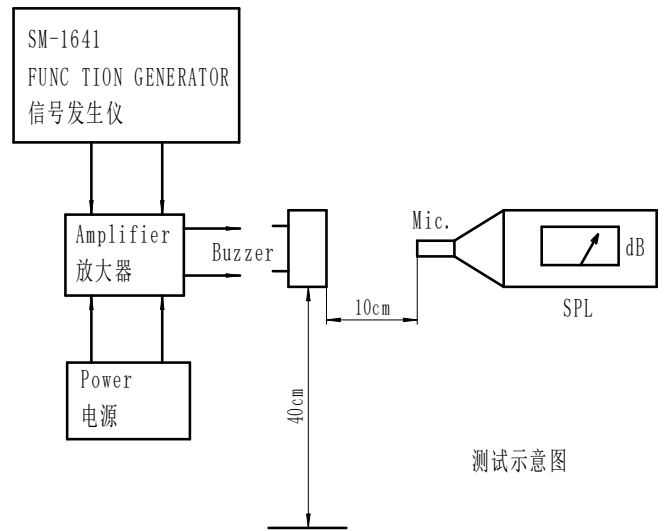 SM-1641
FUNC TION GENERATOR
信号发生仪
Amplifier
放大器
Buzzer
Mic.
dB
SPL
10cm
40cm
Power
电源
测试示意图